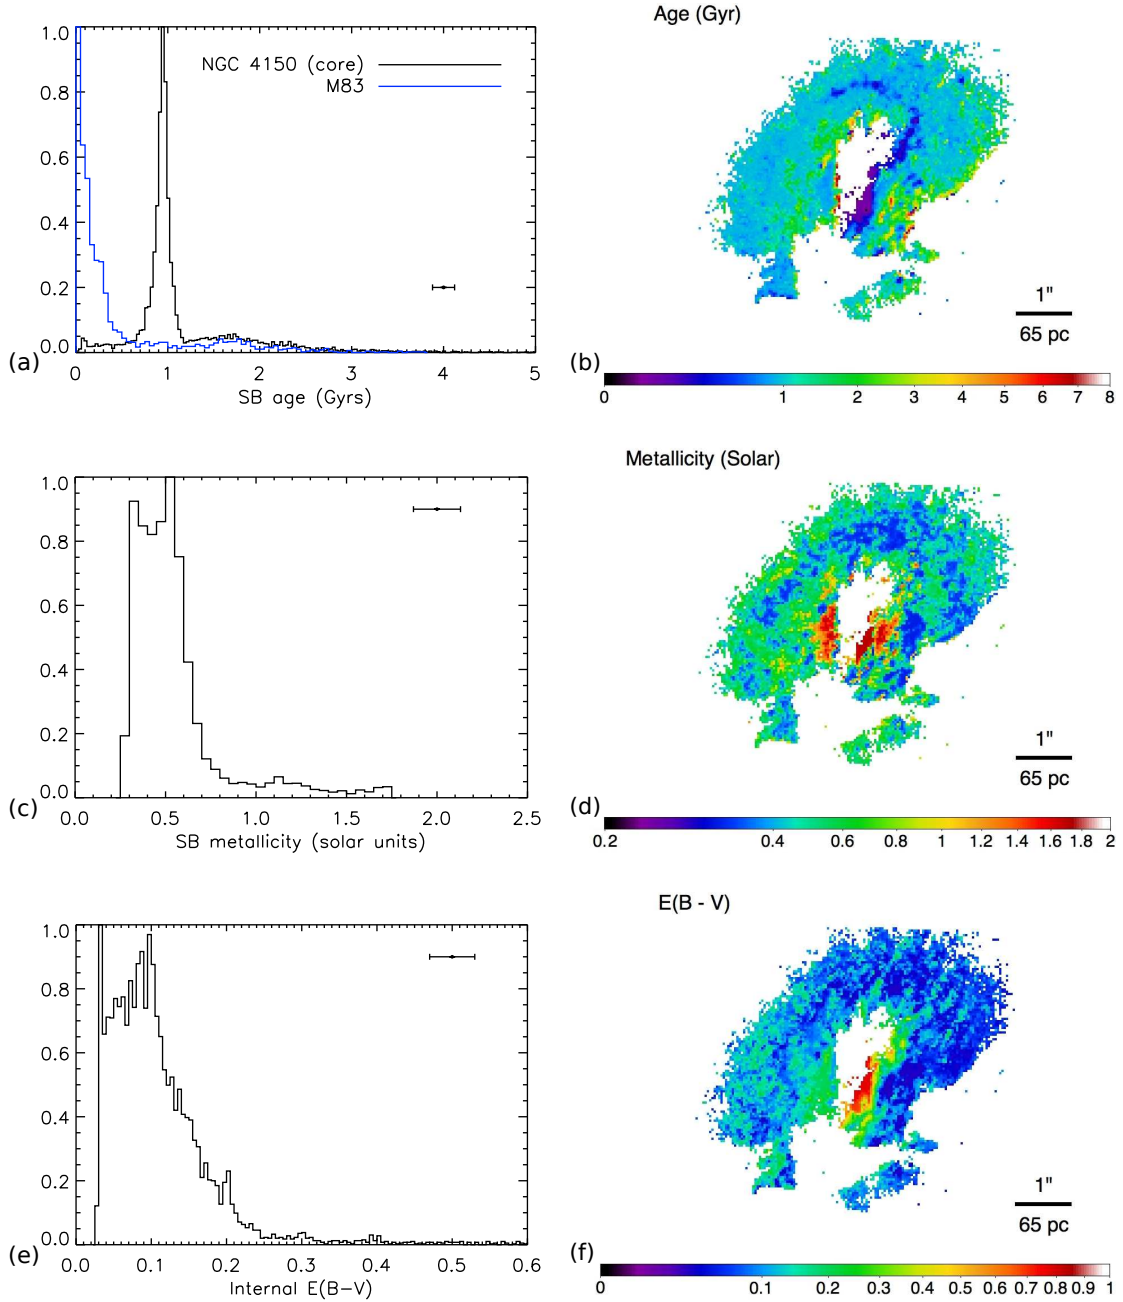 Age (Gyr)
1.0
0.8
0.6
0.4
0.2
0.0
NGC 4150 (core)
M83
0 1 2 3 4 5
SB age (Gyrs)
(a)
1"
65 pc
(b)
0 1 2 3 4 5 6 7 8
Metallicity (Solar)
1.0
0.8
0.6
0.4
0.2
0.0
0.0 0.5 1.0 1.5 2.0 2.5
SB metallicity (solar units)
(c)
1"
65 pc
(d)
0.2 0.4 0.6 0.8 1 1.2 1.4 1.6 1.8 2
E(B - V)
1.0
0.8
0.6
0.4
0.2
0.0
0.0 0.1 0.2 0.3 0.4 0.5 0.6
Internal E(B-V)
(e)
1"
65 pc
(f)
0 0.1 0.2 0.3 0.4 0.5 0.6 0.7 0.8 0.9 1